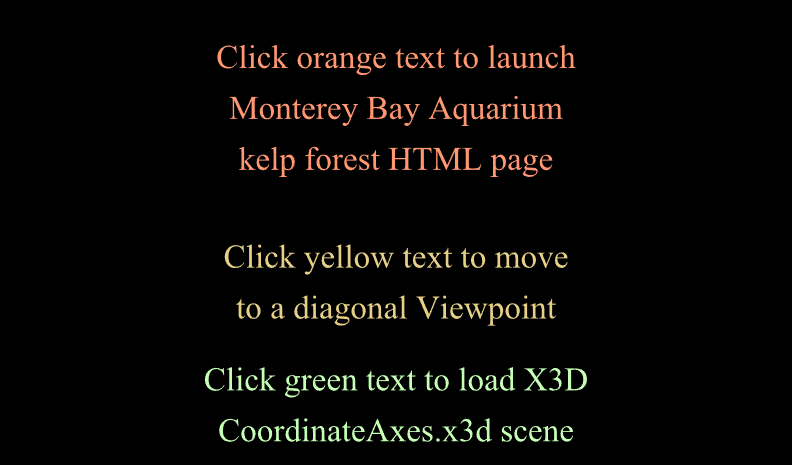 Click orange text to launch
Monterey Bay Aquarium
kelp forest HTML page
Click yellow text to move
to a diagonal Viewpoint
Click green text to load X3D
CoordinateAxes.x3d scene